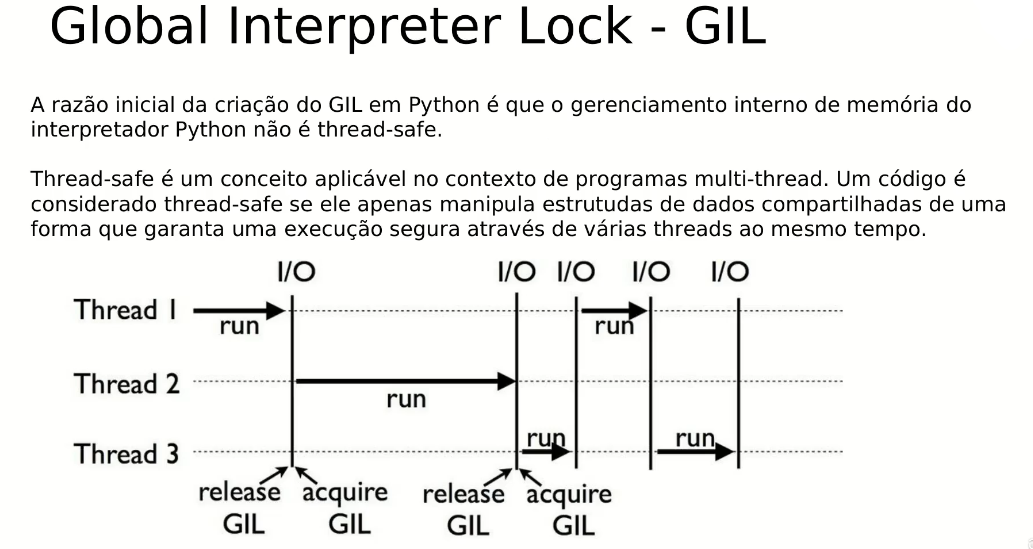 Global Interpreter Lock - GIL
A razão inicial da criação do GIL em Python é que o gerenciamento interno de memória do
interpretador Python não é thread-safe.
Thread-safe é um conceito aplicável no contexto de programas multi-thread. Um código é
considerado thread-safe se ele apenas manipula estrutudas de dados compartilhadas de uma
forma que garanta uma execução segura através de várias threads ao mesmo tempo.
I/O I/O I/O I/O I/O
Thread 1
run run
Thread 2
run
run run
Thread 3
release acquire release acquire
GIL GIL GIL GIL